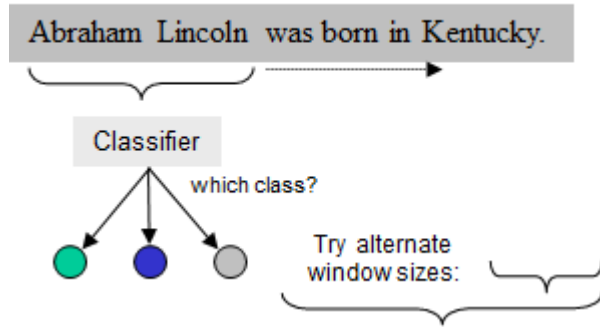 Abraham Lincoln was born in Kentucky.
Classifier
which class?
Try alternate
window sizes: